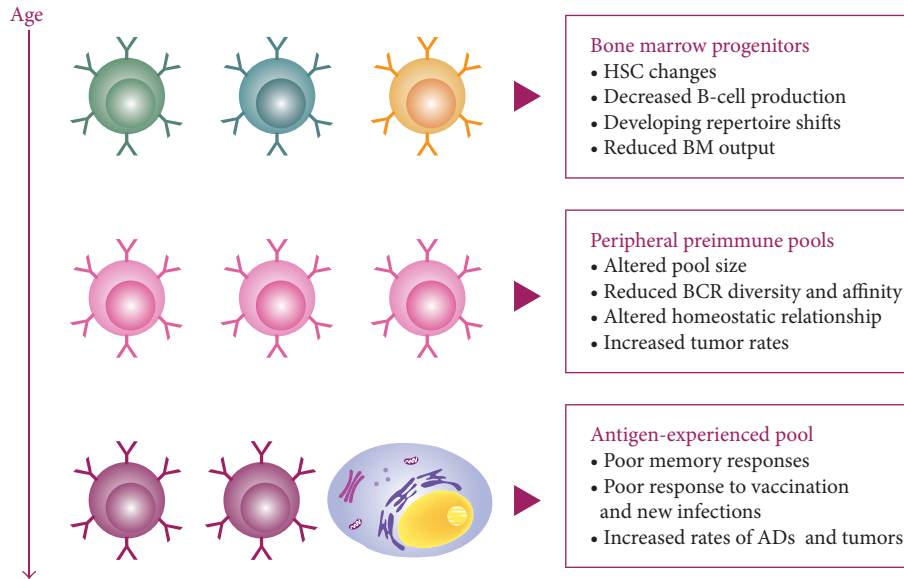 Age
Bone marrow progenitors
• HSC changes
• Decreased B-cell production
• Developing repertoire shifts
• Reduced BM output
Peripheral preimmune pools
• Altered pool size
• Reduced BCR diversity and affinity
• Altered homeostatic relationship
• Increased tumor rates
Antigen-experienced pool
• Poor memory responses
• Poor response to vaccination
and new infections
• Increased rates of ADs and tumors